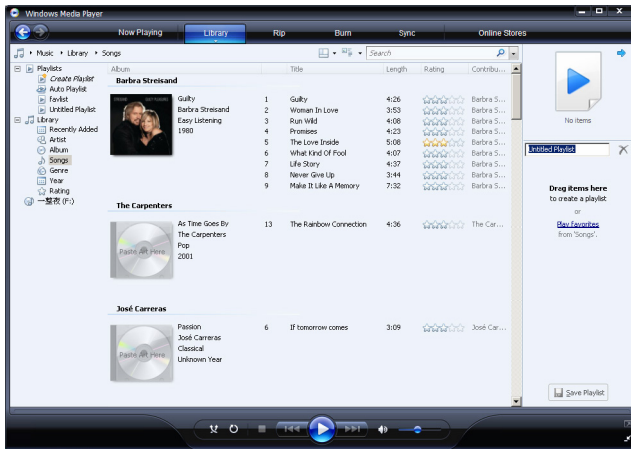 Windows Media Player
Now Playing Library Rip Burn Sync Online Stores
Music Library Songs
Search
Playlists
Create Playlist
Auto Playlist
favlist
Untitled Playlist
Library
Recently Added
Artist
Album
Songs
Genre
Year
Rating
一整夜 (F:)
Album Title Length Rating Contribu...
Barbra Streisand
Guilty
Barbra Streisand
Easy Listening
1980
1 Guilty 4:26 Barbra S...
2 Woman In Love 3:53 Barbra S...
3 Run Wild 4:08 Barbra S...
4 Promises 4:23 Barbra S...
5 The Love Inside 5:08 Barbra S...
6 What Kind Of Fool 4:07 Barbra S...
7 Life Story 4:37 Barbra S...
8 Never Give Up 3:44 Barbra S...
9 Make It Like A Memory 7:32 Barbra S...
The Carpenters
Paste Art Here
As Time Goes By
The Carpenters
Pop
2001
13 The Rainbow Connection 4:36 The Car...
José Carreras
Paste Art Here
Passion
José Carreras
Classical
Unknown Year
6 If tomorrow comes 3:09 José Car...
No items
Untitled Playlist
Drag items here
to create a playlist
or
Play Favorites
from 'Songs'.
Save Playlist